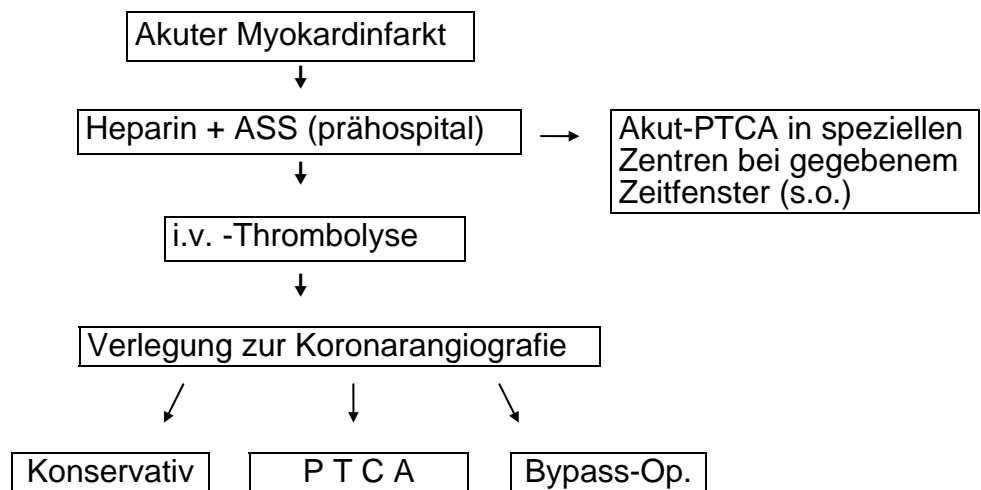 Akuter Myokardinfarkt
Heparin + ASS (prähospital)
Akut-PTCA in speziellen
Zentren bei gegebenem
Zeitfenster (s.o.)
i.v. -Thrombolyse
Verlegung zur Koronarangiografie
Konservativ
P T C A
Bypass-Op.